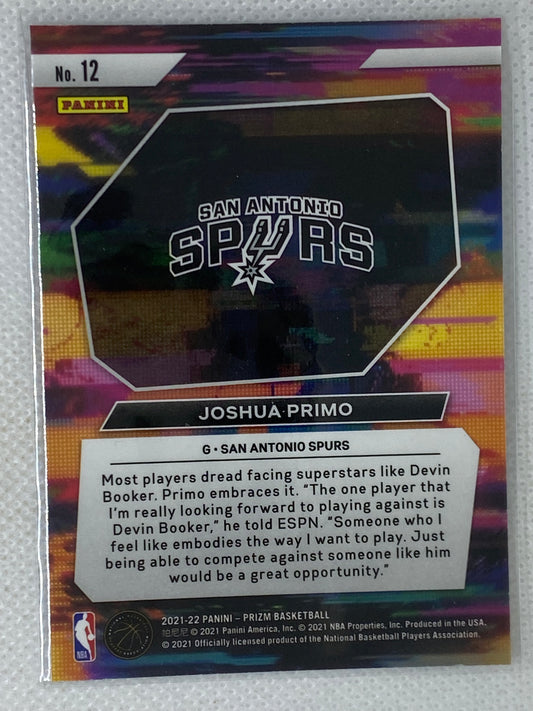 No. 12
PANINI
SAN ANTONIO
SPURS
JOSHUA PRIMO
G • SAN ANTONIO SPURS
Most players dread facing superstars like Devin
Booker. Primo embraces it. “The one player that
I'm really looking forward to playing against is
Devin Booker,” he told ESPN. “Someone who I
feel like embodies the way I want to play. Just
being able to compete against someone like him
would be a great opportunity.”
2021-22 PANINI – PRIZM BASKETBALL
帕尼尼 © 2021 Panini America, Inc. © 2021 NBA Properties, Inc. Produced in the USA.
© 2021 Officially licensed product of the National Basketball Players Association.
NBA